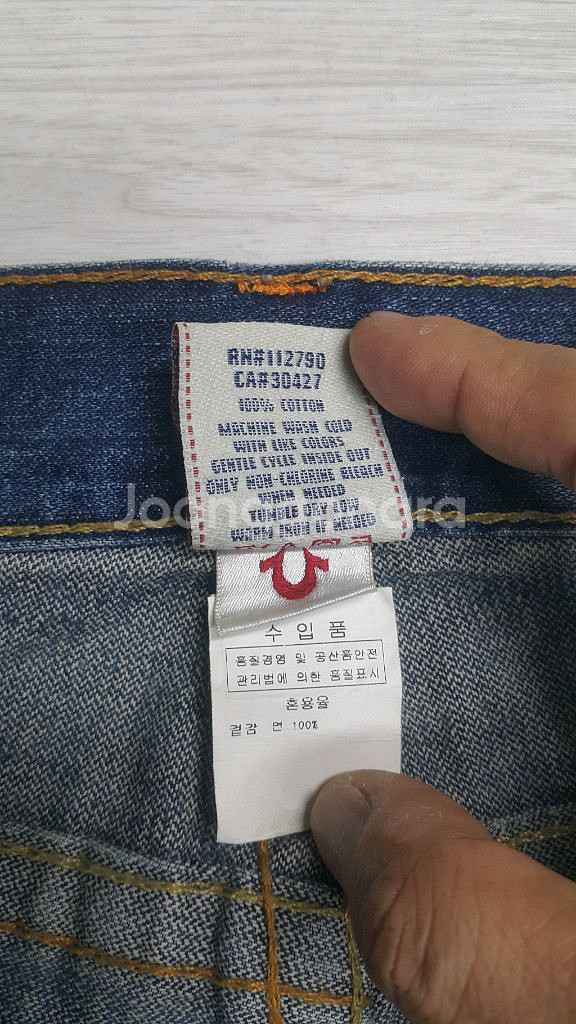 RN#112790
CA#30427
100% COTTON
MACHINE WASH COLD
WITH LIKE COLORS
GENTLE CYCLE INSIDE OUT
ONLY NON-CHLORINE BLEACH
WHEN NEEDED
TUMBLE DRY LOW
WARM IRON IF NEEDED
수입품
품질경영 및 공산품안전
관리법에 의한 품질표시
혼용율
겉감 면 100%